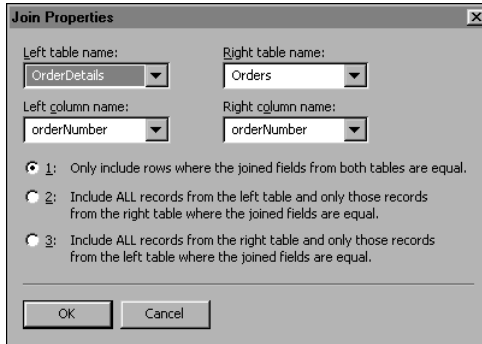 Join Properties
Left table name:
Right table name:
OrderDetails
Orders
Left column name:
Right column name:
orderNumber
orderNumber
1: Only include rows where the joined fields from both tables are equal.
2: Include ALL records from the left table and only those records
from the right table where the joined fields are equal.
3: Include ALL records from the right table and only those records
from the left table where the joined fields are equal.
OK
Cancel